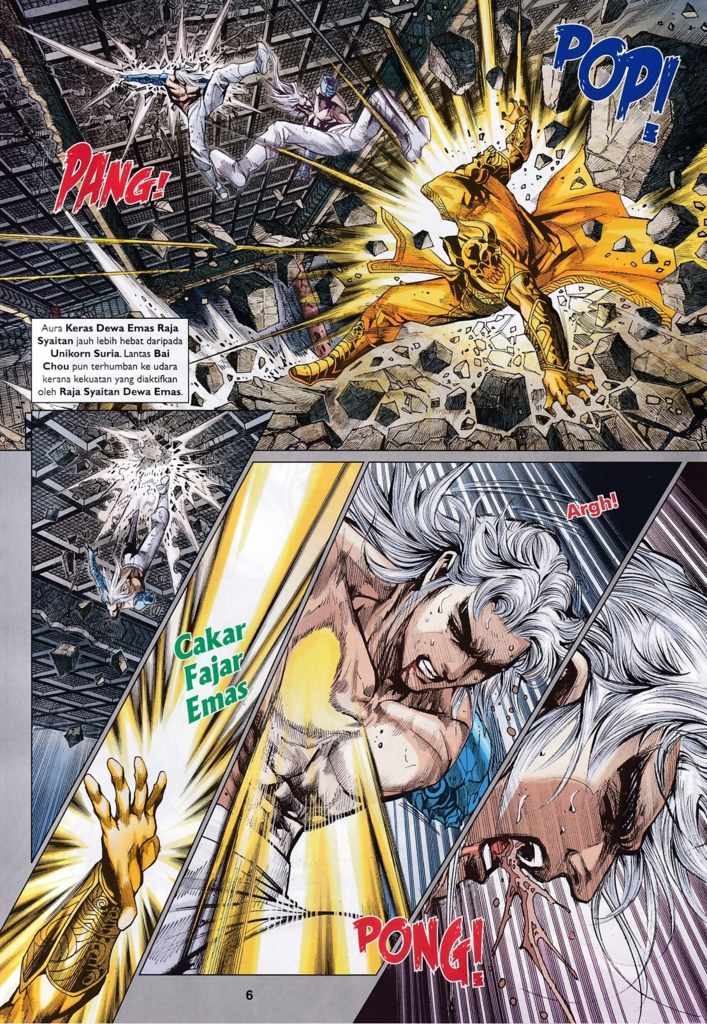 POP!
PANG!
Aura Keras Dewa Emas Raja
Syaitan jauh lebih hebat daripada
Unikorn Suria. Lantas Bai
Chou pun terhumban ke udara
kerana kekuatan yang diaktifkan
oleh Raja Syaitan Dewa Emas.
Argh!
Cakar
Fajar
Emas
PONG!
6